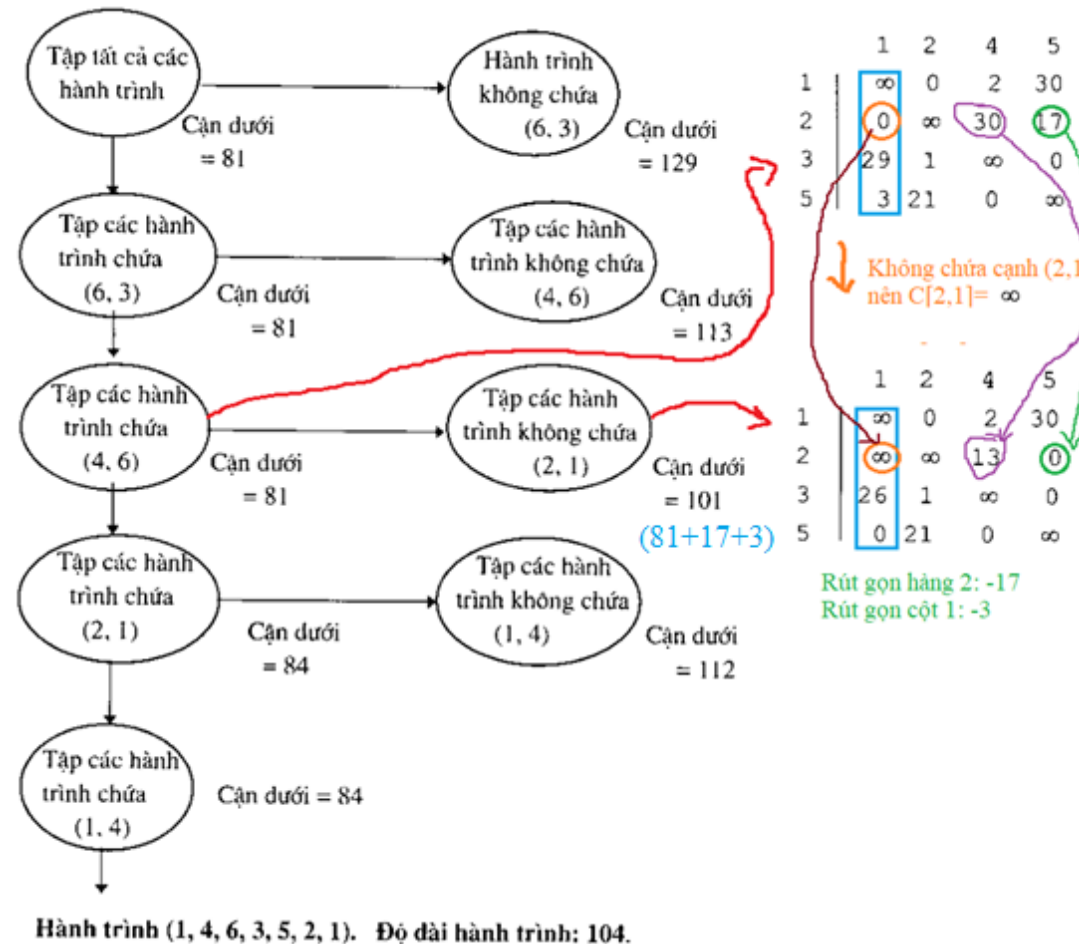 Tập tất cả các
hành trình
Cận dưới
= 81
Hành trình
không chứa
(6, 3)
Cận dưới
= 129
Tập các hành
trình chứa
(6, 3)
Cận dưới
= 81
Tập các hành
trình không chứa
(4, 6)
Cận dưới
= 113
Tập các hành
trình chứa
(4, 6)
Cận dưới
= 81
Tập các hành
trình không chứa
(2, 1)
Cận dưới
= 101
(81+17+3)
Tập các hành
trình chứa
(2, 1)
Cận dưới
= 84
Tập các hành
trình không chứa
(1, 4)
Cận dưới
= 112
Tập các hành
trình chứa
(1, 4)
Cận dưới = 84
Hành trình (1, 4, 6, 3, 5, 2, 1). Độ dài hành trình: 104.
1 2 4 5
1 ∞ 0 2 30
2 0 ∞ 30 17
3 29 1 ∞ 0
5 3 21 0 ∞
Không chứa cạnh (2,1
nên C[2,1]= ∞
1 2 4 5
1 ∞ 0 2 30
2 ∞ ∞ 13 0
3 26 1 ∞ 0
5 0 21 0 ∞
Rút gọn hàng 2: -17
Rút gọn cột 1: -3